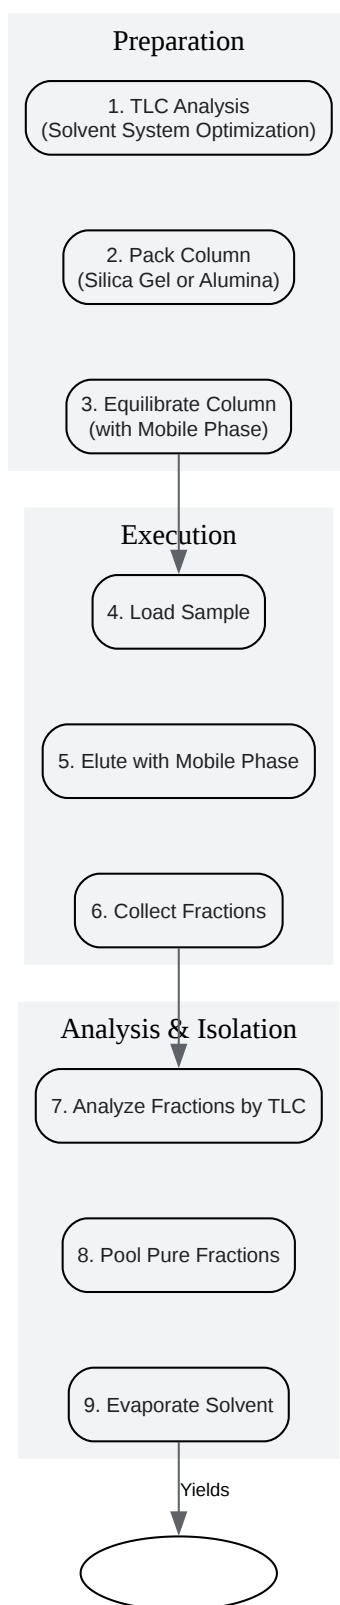 Preparation
1. TLC Analysis
(Solvent System Optimization)
2. Pack Column
(Silica Gel or Alumina)
3. Equilibrate Column
(with Mobile Phase)
Execution
4. Load Sample
5. Elute with Mobile Phase
6. Collect Fractions
Analysis & Isolation
7. Analyze Fractions by TLC
8. Pool Pure Fractions
9. Evaporate Solvent
Yields